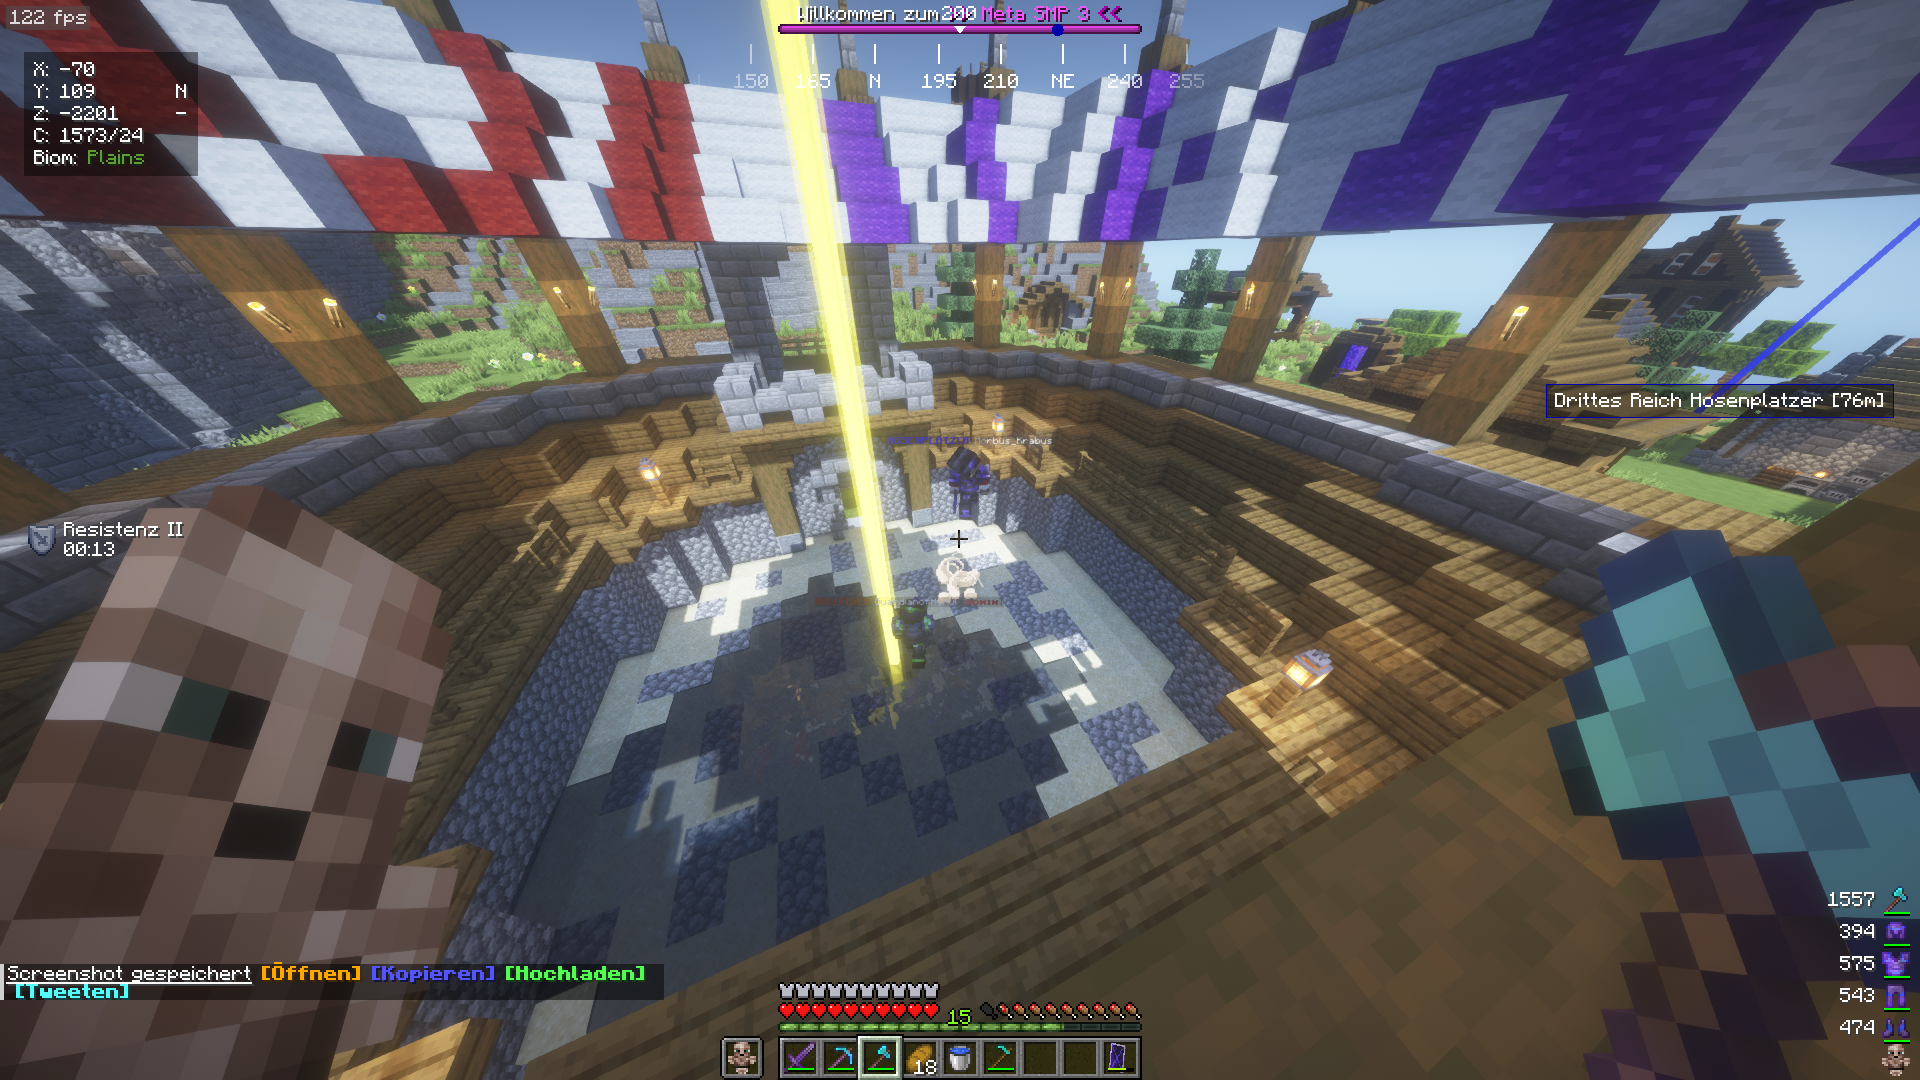 122 fps
Willkommen zum 200 Meta SMP 3 <<
X: -70
Y: 109 N
Z: -2201 -
C: 1573/24
Biom: Plains
150 165 N 195 210 NE 240 255
Drittes Reich Hosenplatzer [76m]
Morbus_Krabus
Resistenz II
00:13
1557
394
575
543
474
Screenshot gespeichert [Öffnen] [Kopieren] [Hochladen]
[Tweeten]
15
18